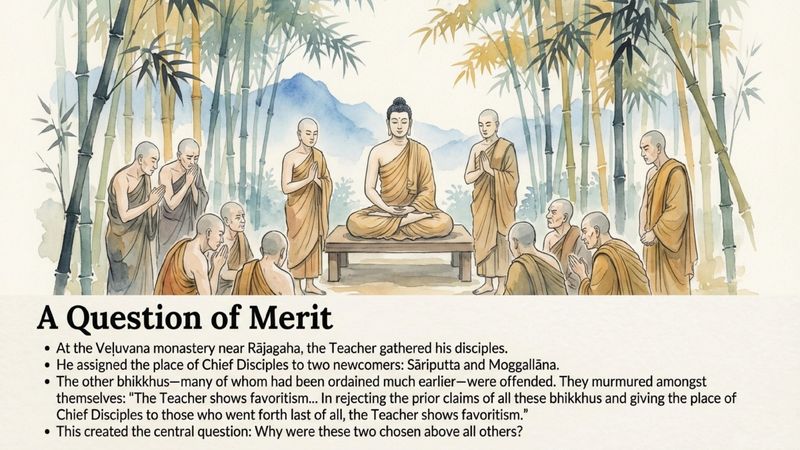 A Question of Merit
• At the Veḷuvana monastery near Rājagaha, the Teacher gathered his disciples.
• He assigned the place of Chief Disciples to two newcomers: Sāriputta and Moggallāna.
• The other bhikkhus—many of whom had been ordained much earlier—were offended. They murmured amongst
themselves: “The Teacher shows favoritism... In rejecting the prior claims of all these bhikkhus and giving the place of
Chief Disciples to those who went forth last of all, the Teacher shows favoritism.”
• This created the central question: Why were these two chosen above all others?